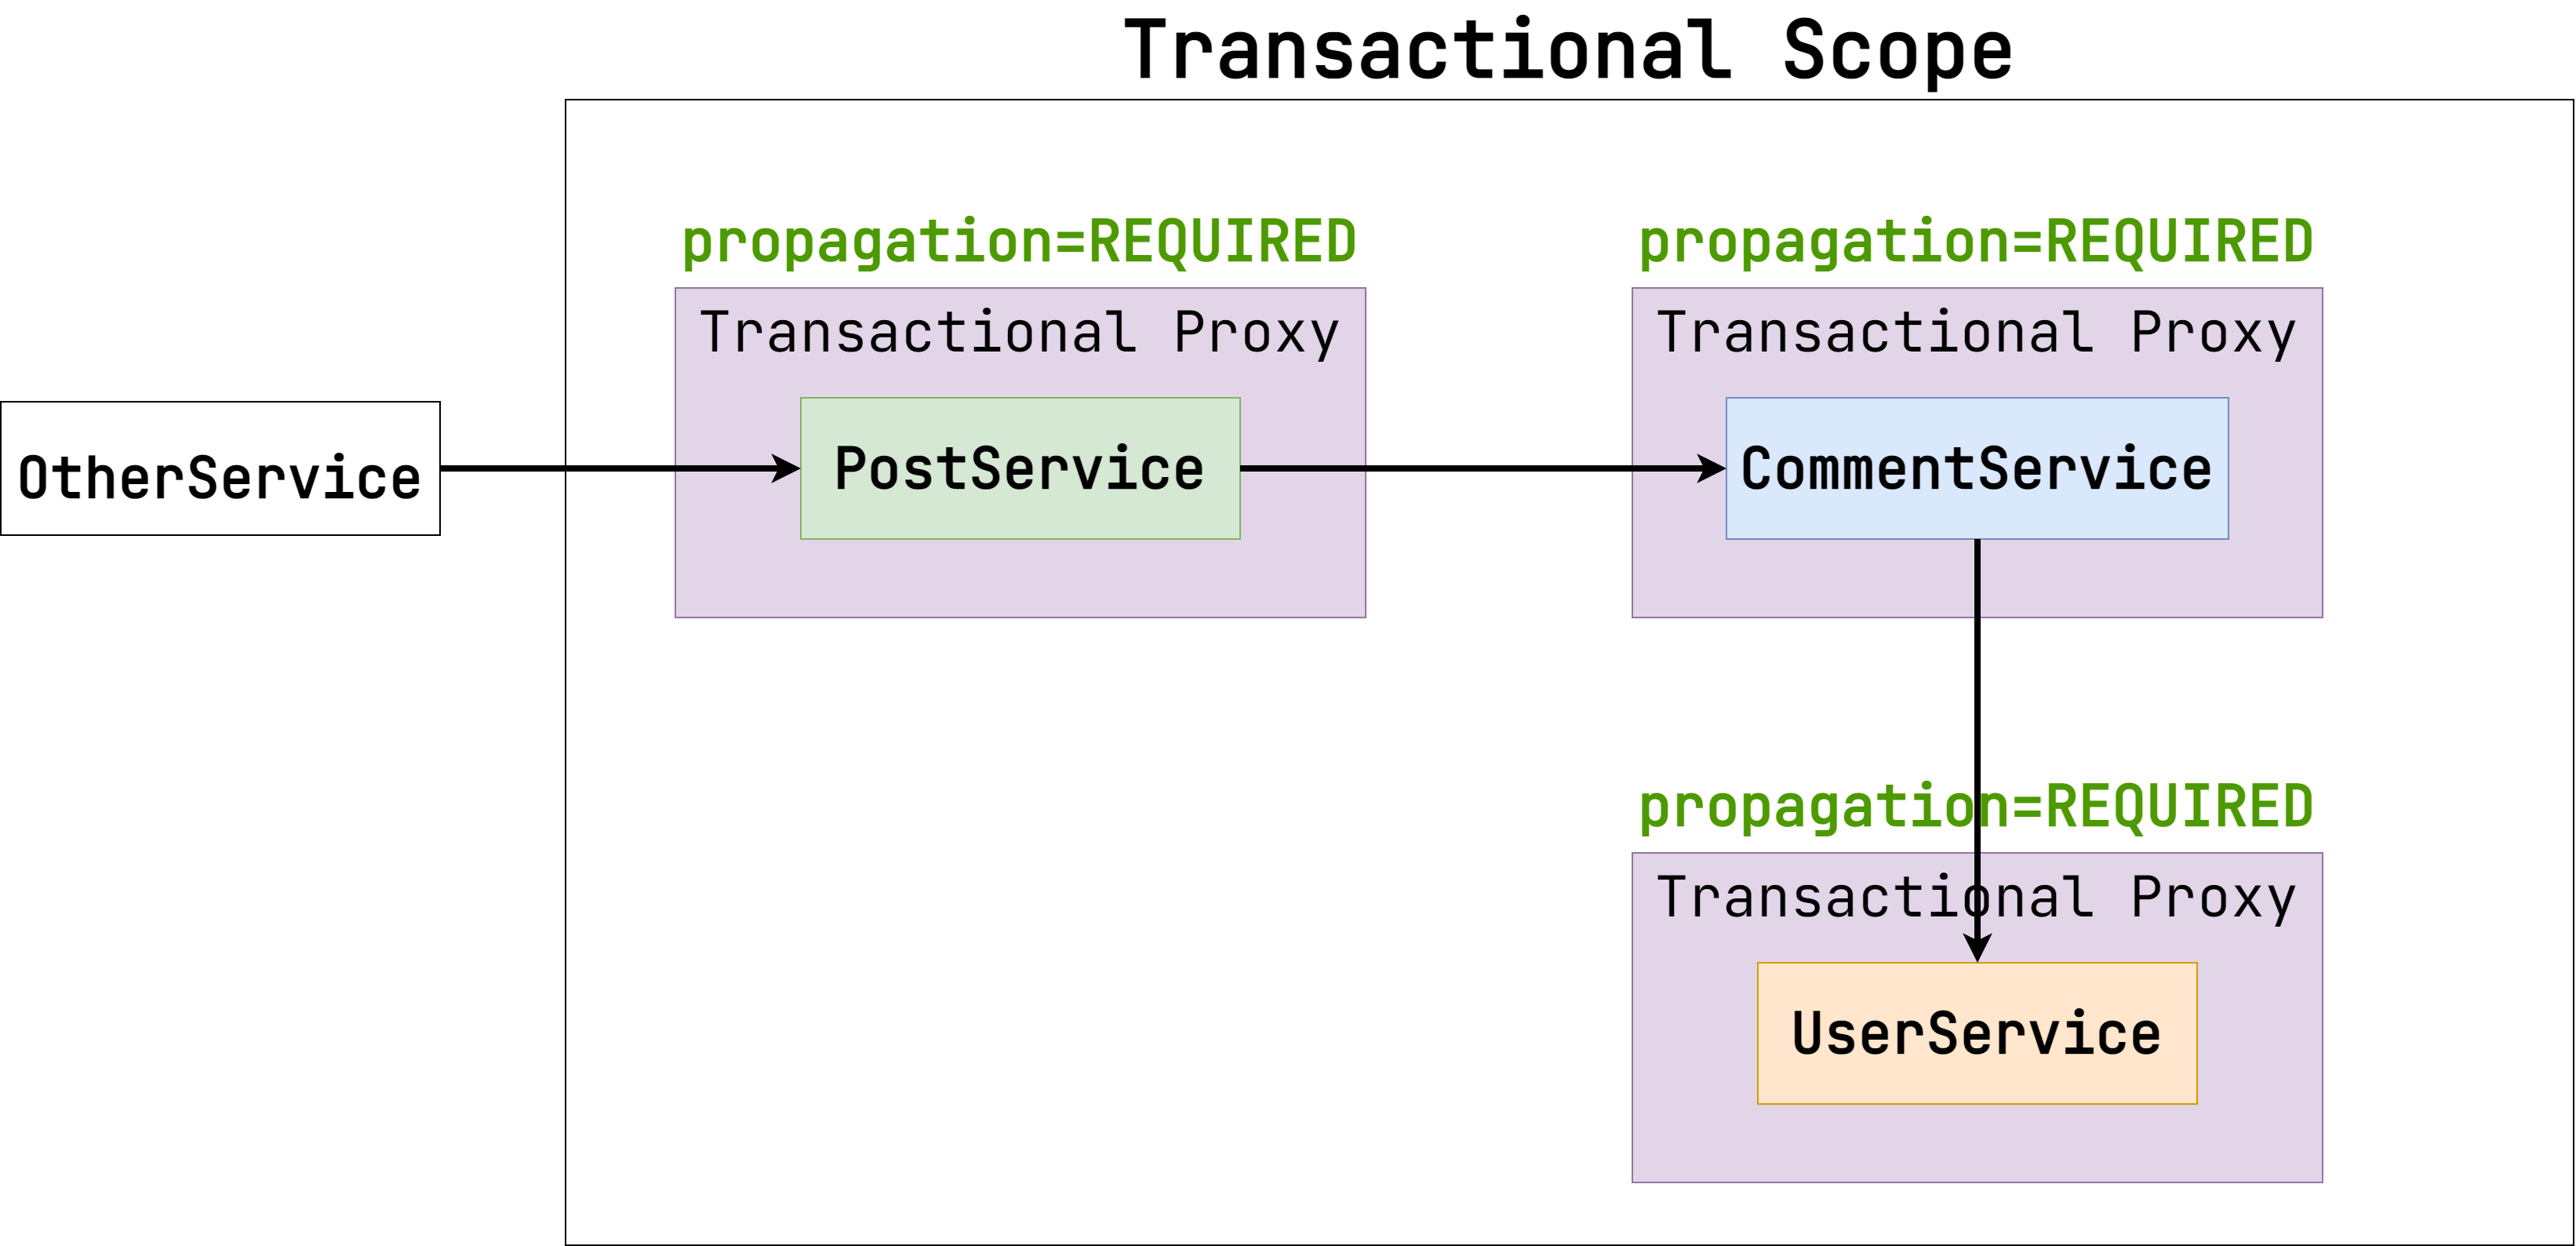 Transactional Scope
propagation=REQUIRED
propagation=REQUIRED
Transactional Proxy
Transactional Proxy
OtherService
PostService
CommentService
propagation=REQUIRED
Transactional Proxy
UserService